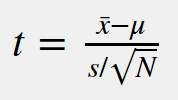 t = (x̄−μ)/(s/√N)